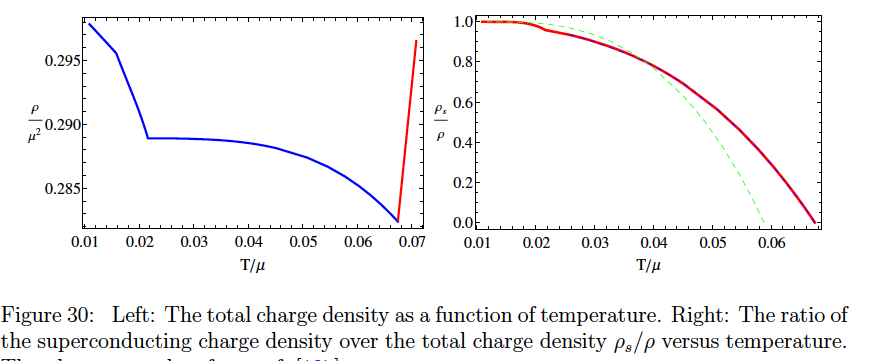 0.295
0.290
0.285
ρ
μ²
0.01 0.02 0.03 0.04 0.05 0.06 0.07
T/μ
1.0
0.8
0.6
0.4
0.2
0.0
ρs
ρ
0.01 0.02 0.03 0.04 0.05 0.06
T/μ
Figure 30: Left: The total charge density as a function of temperature. Right: The ratio of
the superconducting charge density over the total charge density ρs/ρ versus temperature.